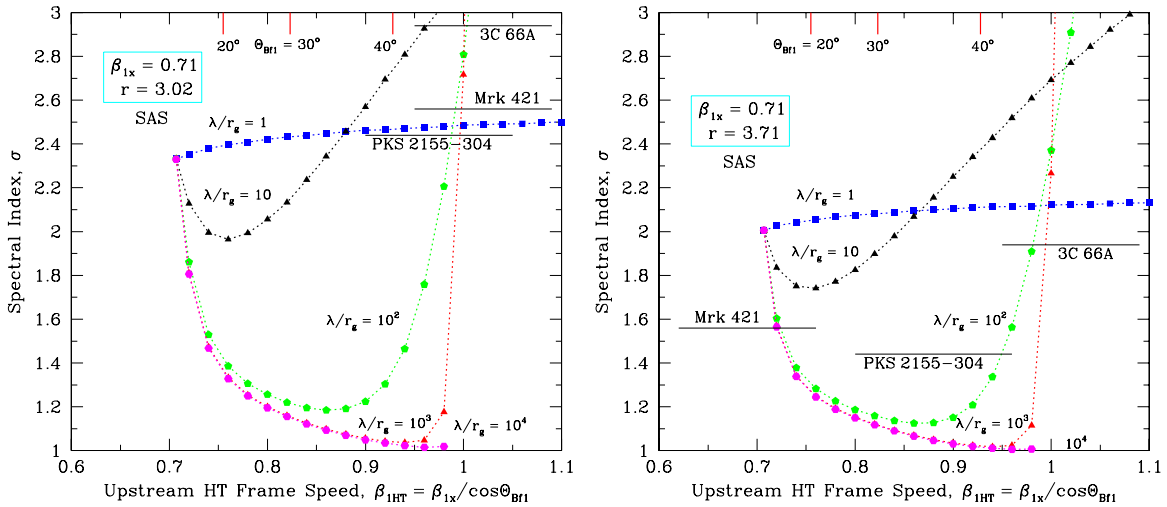 20° Θ_Bf1 = 30° 40°
β_1x = 0.71
r = 3.02
SAS
3C 66A
Mrk 421
PKS 2155−304
λ/r_g = 1
λ/r_g = 10
λ/r_g = 10²
λ/r_g = 10³
λ/r_g = 10⁴
3
2.8
2.6
2.4
2.2
2
1.8
1.6
1.4
1.2
1
Spectral Index, σ
0.6 0.7 0.8 0.9 1 1.1
Upstream HT Frame Speed, β_1HT = β_1x/cosΘ_Bf1
Θ_Bf1 = 20° 30° 40°
β_1x = 0.71
r = 3.71
SAS
λ/r_g = 1
λ/r_g = 10
3C 66A
Mrk 421
λ/r_g = 10²
PKS 2155−304
λ/r_g = 10³
10⁴
3
2.8
2.6
2.4
2.2
2
1.8
1.6
1.4
1.2
1
Spectral Index, σ
0.6 0.7 0.8 0.9 1 1.1
Upstream HT Frame Speed, β_1HT = β_1x/cosΘ_Bf1